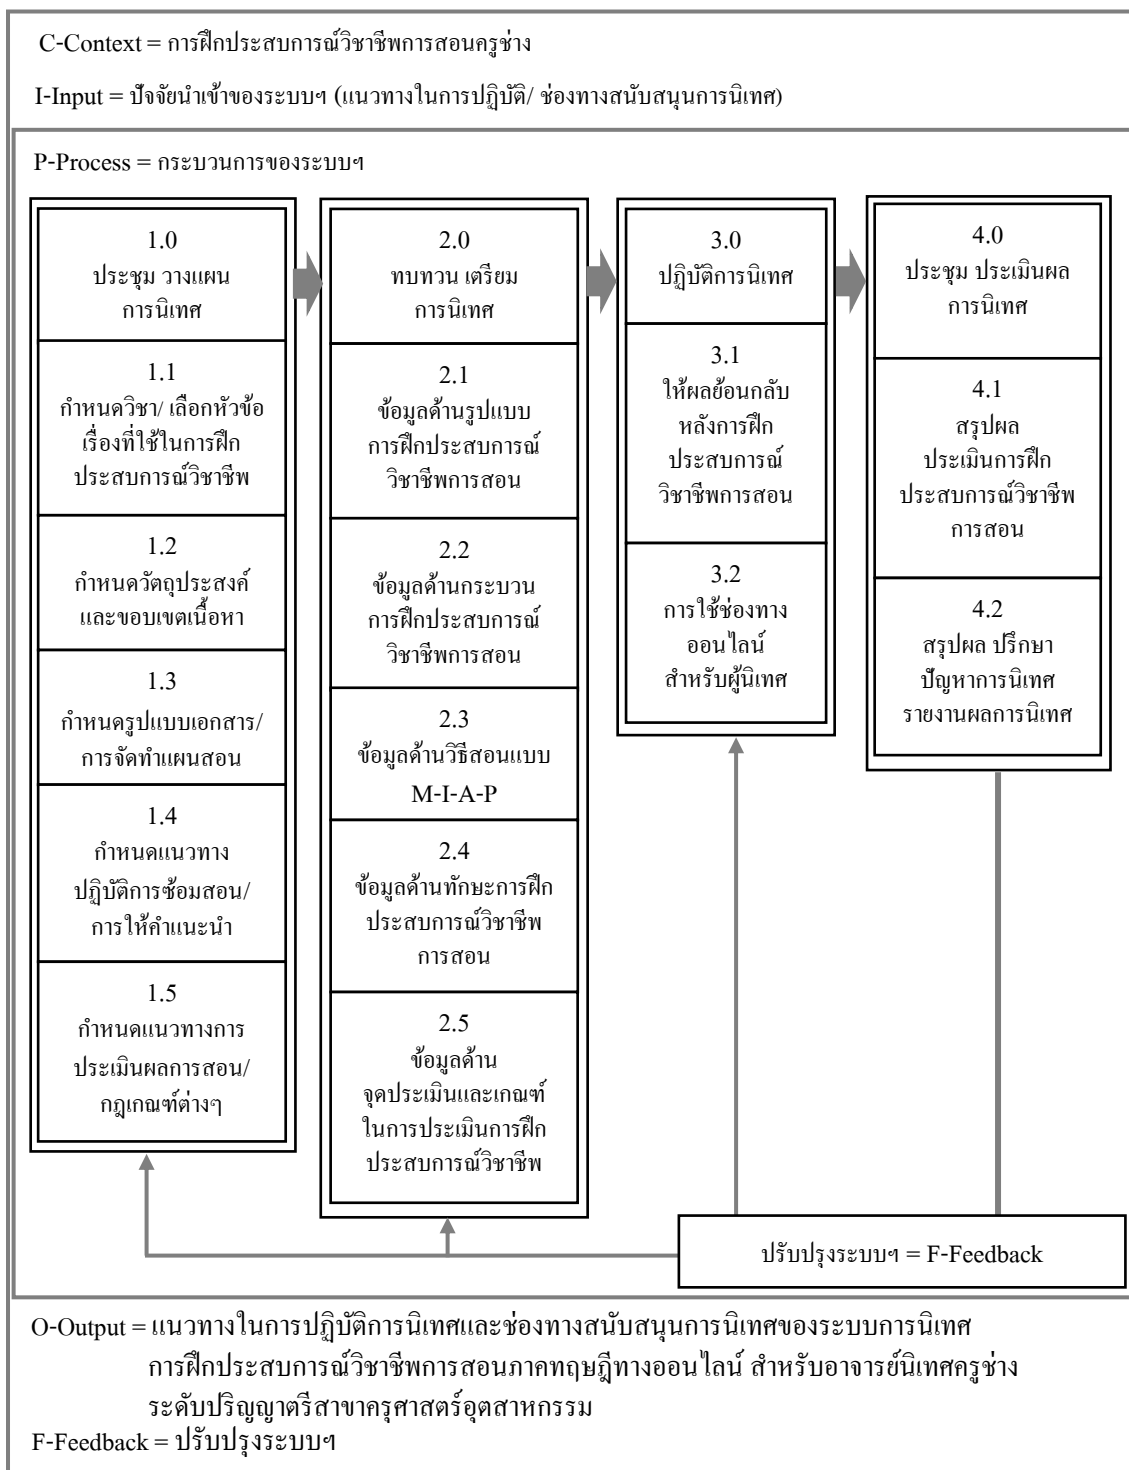 C-Context = การฝึกประสบการณ์วิชาชีพการสอนครูช่าง
I-Input = ปัจจัยนำเข้าของระบบฯ (แนวทางในการปฏิบัติ/ ช่องทางสนับสนุนการนิเทศ)
P-Process = กระบวนการของระบบฯ
1.0
ประชุม วางแผน
การนิเทศ
1.1
กำหนดวิชา/ เลือกหัวข้อ
เรื่องที่ใช้ในการฝึก
ประสบการณ์วิชาชีพ
1.2
กำหนดวัตถุประสงค์
และขอบเขตเนื้อหา
1.3
กำหนดรูปแบบเอกสาร/
การจัดทำแผนสอน
1.4
กำหนดแนวทาง
ปฏิบัติการซ้อมสอน/
การให้คำแนะนำ
1.5
กำหนดแนวทางการ
ประเมินผลการสอน/
กฎเกณฑ์ต่างๆ
2.0
ทบทวน เตรียม
การนิเทศ
2.1
ข้อมูลด้านรูปแบบ
การฝึกประสบการณ์
วิชาชีพการสอน
2.2
ข้อมูลด้านกระบวน
การฝึกประสบการณ์
วิชาชีพการสอน
2.3
ข้อมูลด้านวิธีสอนแบบ
M-I-A-P
2.4
ข้อมูลด้านทักษะการฝึก
ประสบการณ์วิชาชีพ
การสอน
2.5
ข้อมูลด้าน
จุดประเมินและเกณฑ์
ในการประเมินการฝึก
ประสบการณ์วิชาชีพ
3.0
ปฏิบัติการนิเทศ
3.1
ให้ผลย้อนกลับ
หลังการฝึก
ประสบการณ์
วิชาชีพการสอน
3.2
การใช้ช่องทาง
ออนไลน์
สำหรับผู้นิเทศ
4.0
ประชุม ประเมินผล
การนิเทศ
4.1
สรุปผล
ประเมินการฝึก
ประสบการณ์วิชาชีพ
การสอน
4.2
สรุปผล ปรึกษา
ปัญหาการนิเทศ
รายงานผลการนิเทศ
ปรับปรุงระบบฯ = F-Feedback
O-Output = แนวทางในการปฏิบัติการนิเทศและช่องทางสนับสนุนการนิเทศของระบบการนิเทศ
การฝึกประสบการณ์วิชาชีพการสอนภาคทฤษฎีทางออนไลน์ สำหรับอาจารย์นิเทศครูช่าง
ระดับปริญญาตรีสาขาครุศาสตร์อุตสาหกรรม
F-Feedback = ปรับปรุงระบบฯ